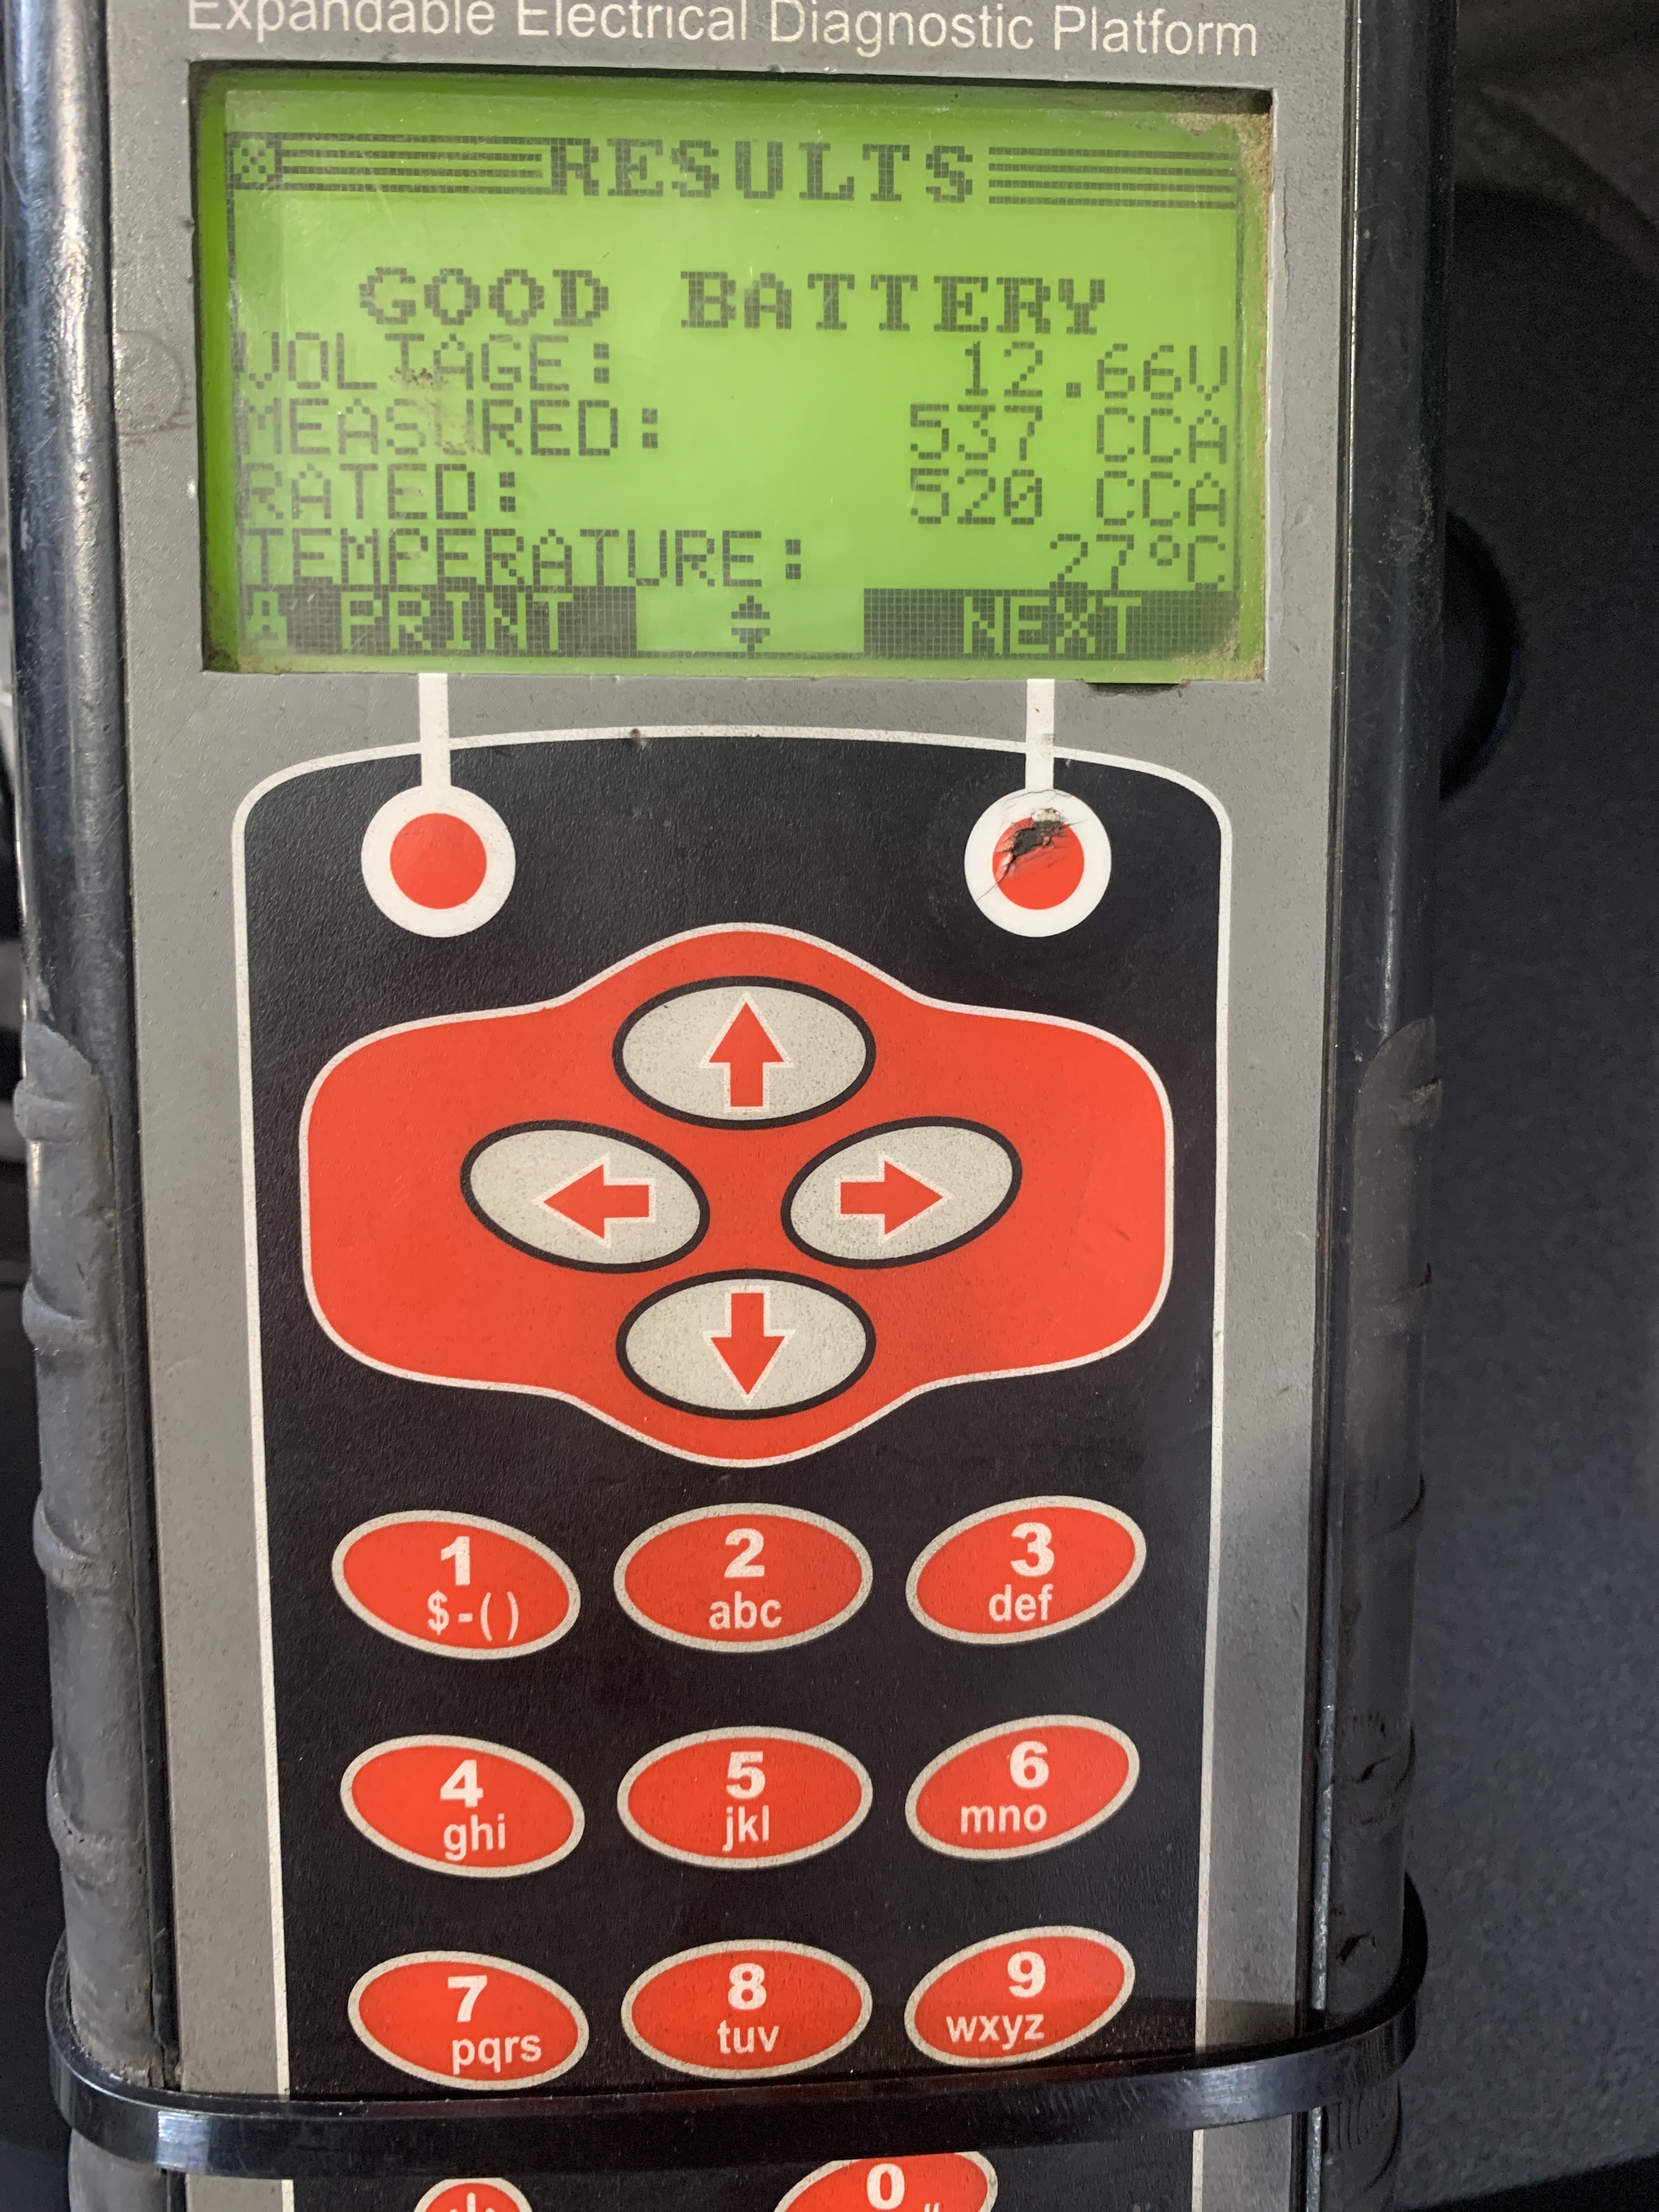 Expandable Electrical Diagnostic Platform
RESULTS
GOOD BATTERY
VOLTAGE: 12.66V
MEASURED: 537 CCA
RATED: 520 CCA
TEMPERATURE: 27°C
PRINT NEXT
1 2 3
$-() abc def
4 5 6
ghi jkl mno
7 8 9
pqrs tuv wxyz
0